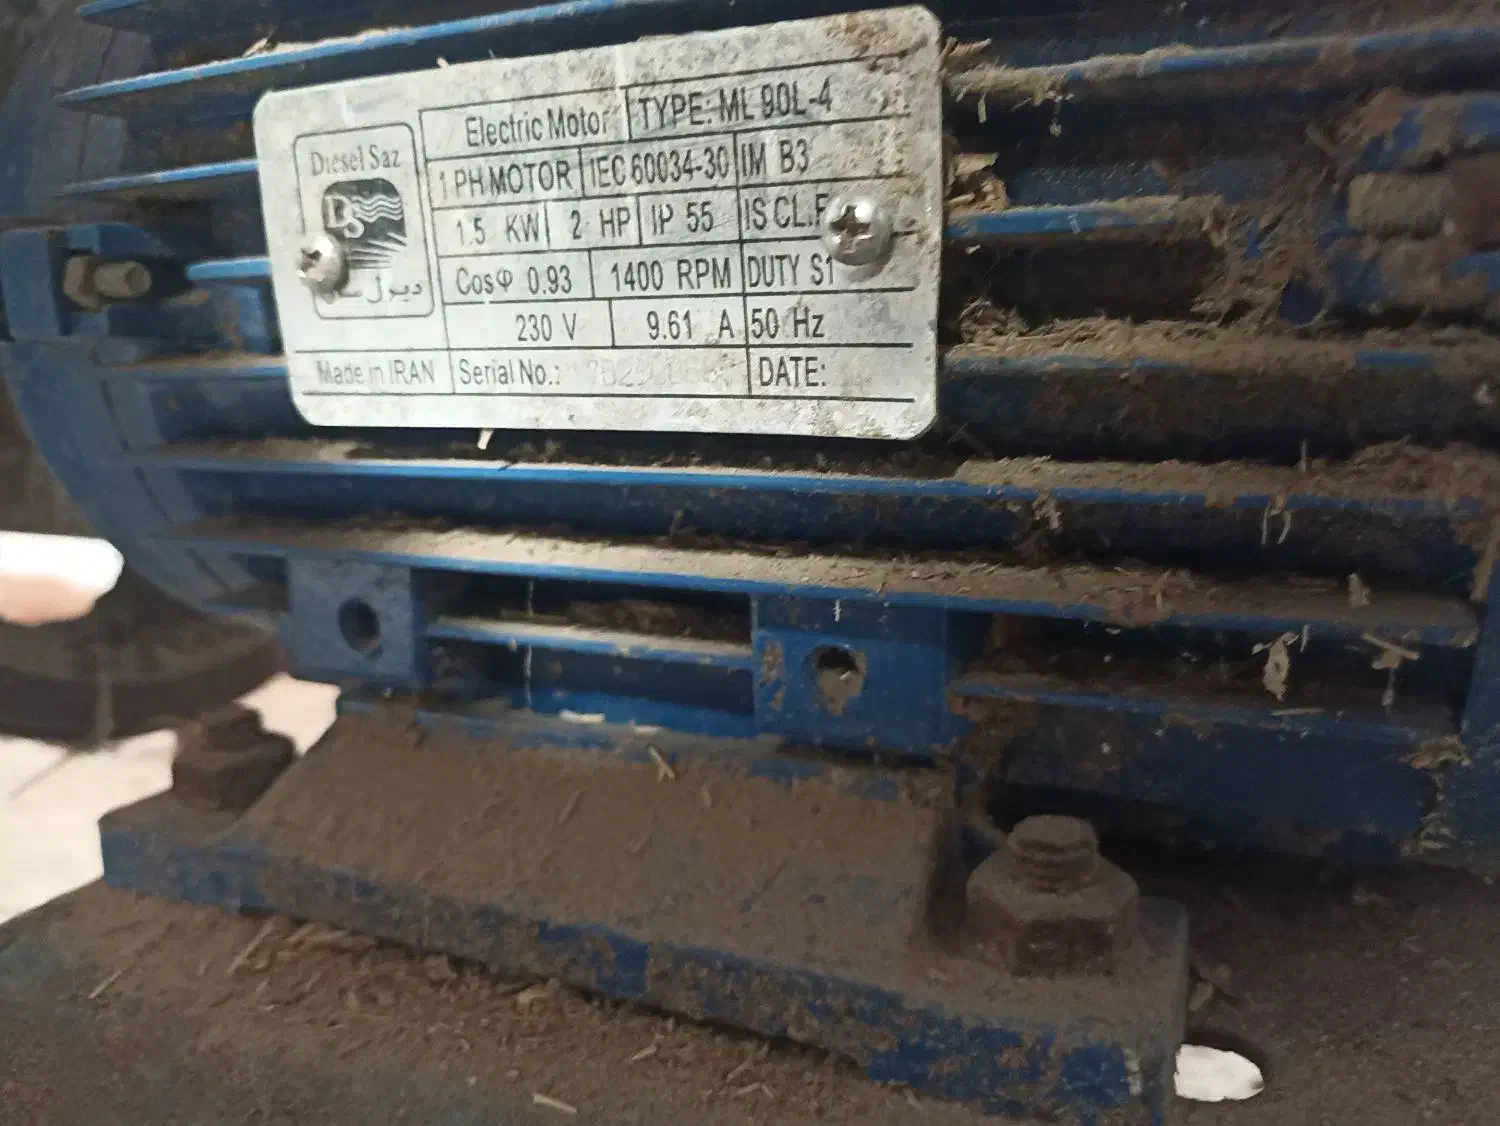 Electric Motor TYPE: ML 90L-4
Diesel Saz
1 PH MOTOR IEC 60034-30 IM B3
DS
1.5 KW 2 HP IP 55 IS CL.F
CosΦ 0.93 1400 RPM DUTY S1
دیزل ساز
230 V 9.61 A 50 Hz
Made in IRAN Serial No.: DATE: